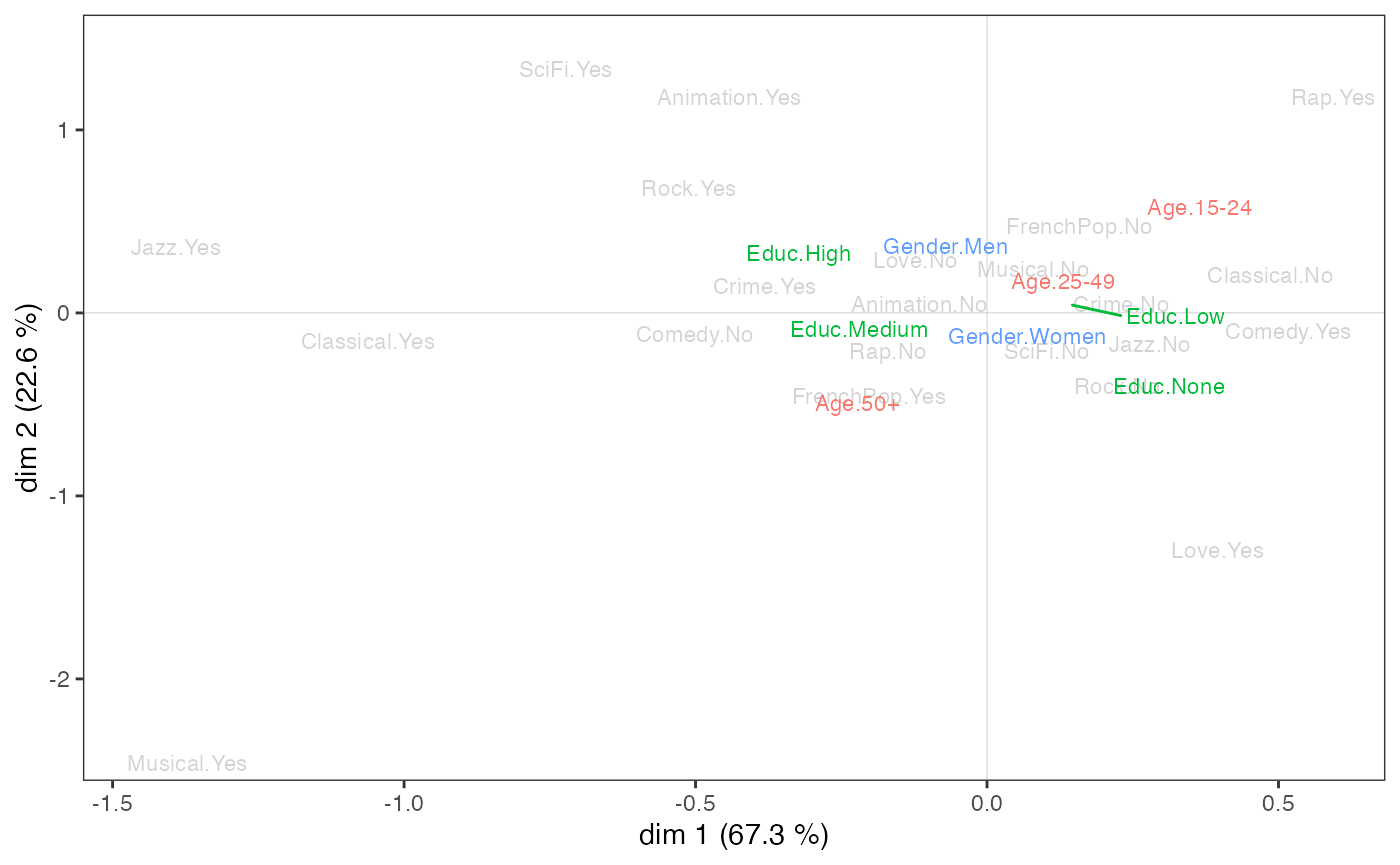 SciFi.Yes
Animation.Yes
Rap.Yes
1
Rock.Yes
Age.15-24
FrenchPop.No
Jazz.Yes
Educ.High
Gender.Men
Love.No
Musical.No
Classical.No
Crime.Yes
Age.25-49
Animation.No
Crime.No
0
Educ.Low
Classical.Yes
Comedy.No
Educ.Medium
Gender.Women
Comedy.Yes
Rap.No
SciFi.No
Jazz.No
Rock.No
Educ.None
FrenchPop.Yes
Age.50+
-1
Love.Yes
-2
Musical.Yes
-1.5
-1.0
-0.5
0.0
0.5
dim 1 (67.3 %)
dim 2 (22.6 %)